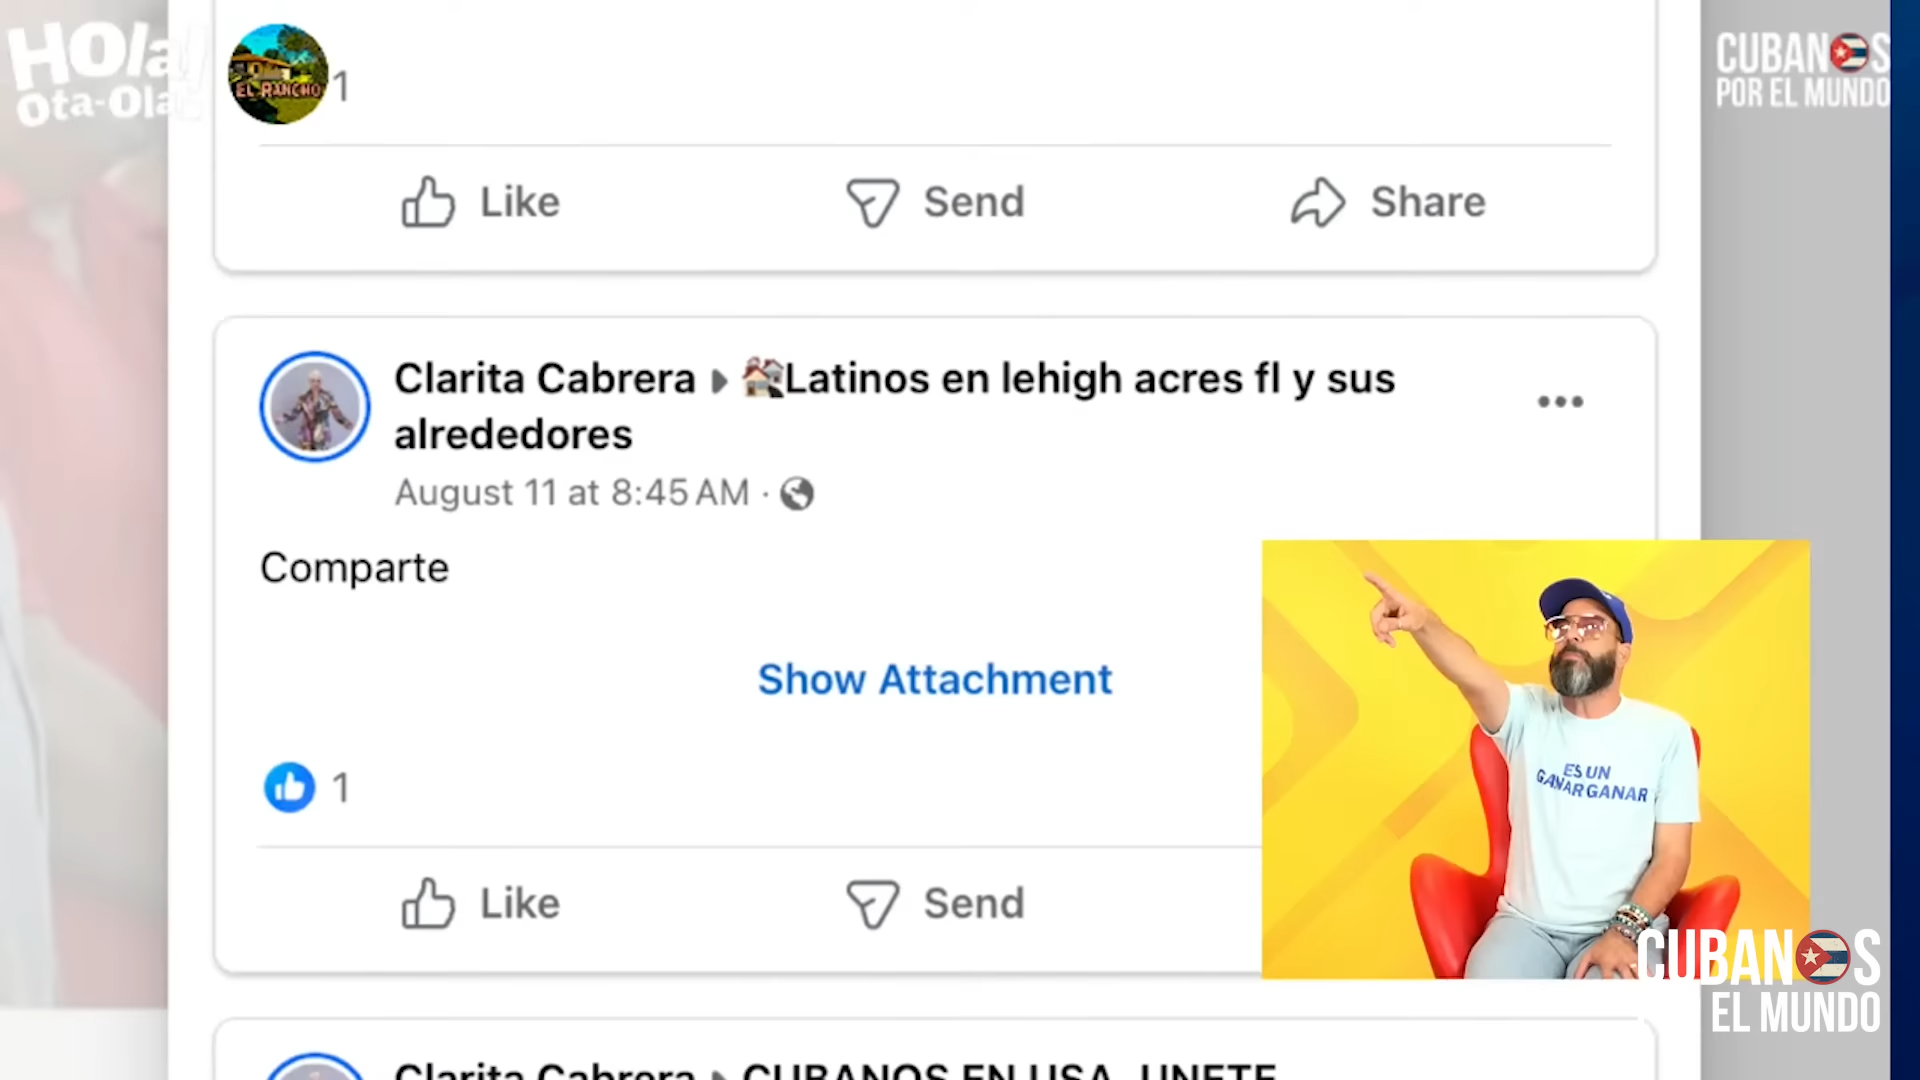 Hola!
Ota-Ola
EL RANCHO
1
CUBANOS
POR EL MUNDO
Like
Send
Share
Clarita Cabrera ▸ 🏘Latinos en lehigh acres fl y sus
alrededores
August 11 at 8:45 AM ·
Comparte
Show Attachment
1
Like
Send
ES UN
GANAR GANAR
CUBANOS
EL MUNDO
Clarita Cabrera ▸ CUBANOS EN USA, UNETE